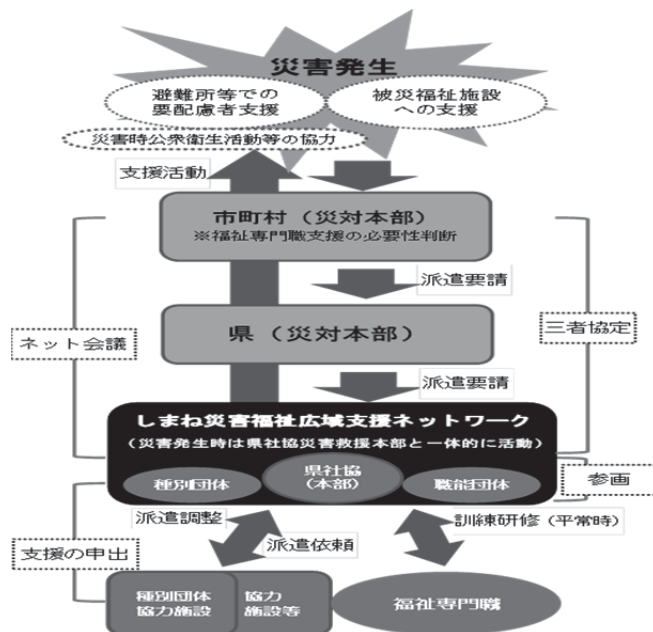 災害発生
避難所等での
要配慮者支援
被災福祉施設
への支援
災害時公衆衛生活動等の協力
支援活動
市町村（災対本部）
※福祉専門職支援の必要性判断
派遣要請
ネット会議
三者協定
県（災対本部）
派遣要請
しまね災害福祉広域支援ネットワーク
（災害発生時は県社協災害救援本部と一体的に活動）
種別団体
県社協
（本部）
職能団体
参画
派遣調整
訓練研修（平常時）
派遣依頼
支援の申出
種別団体
協力施設
協力
施設等
福祉専門職